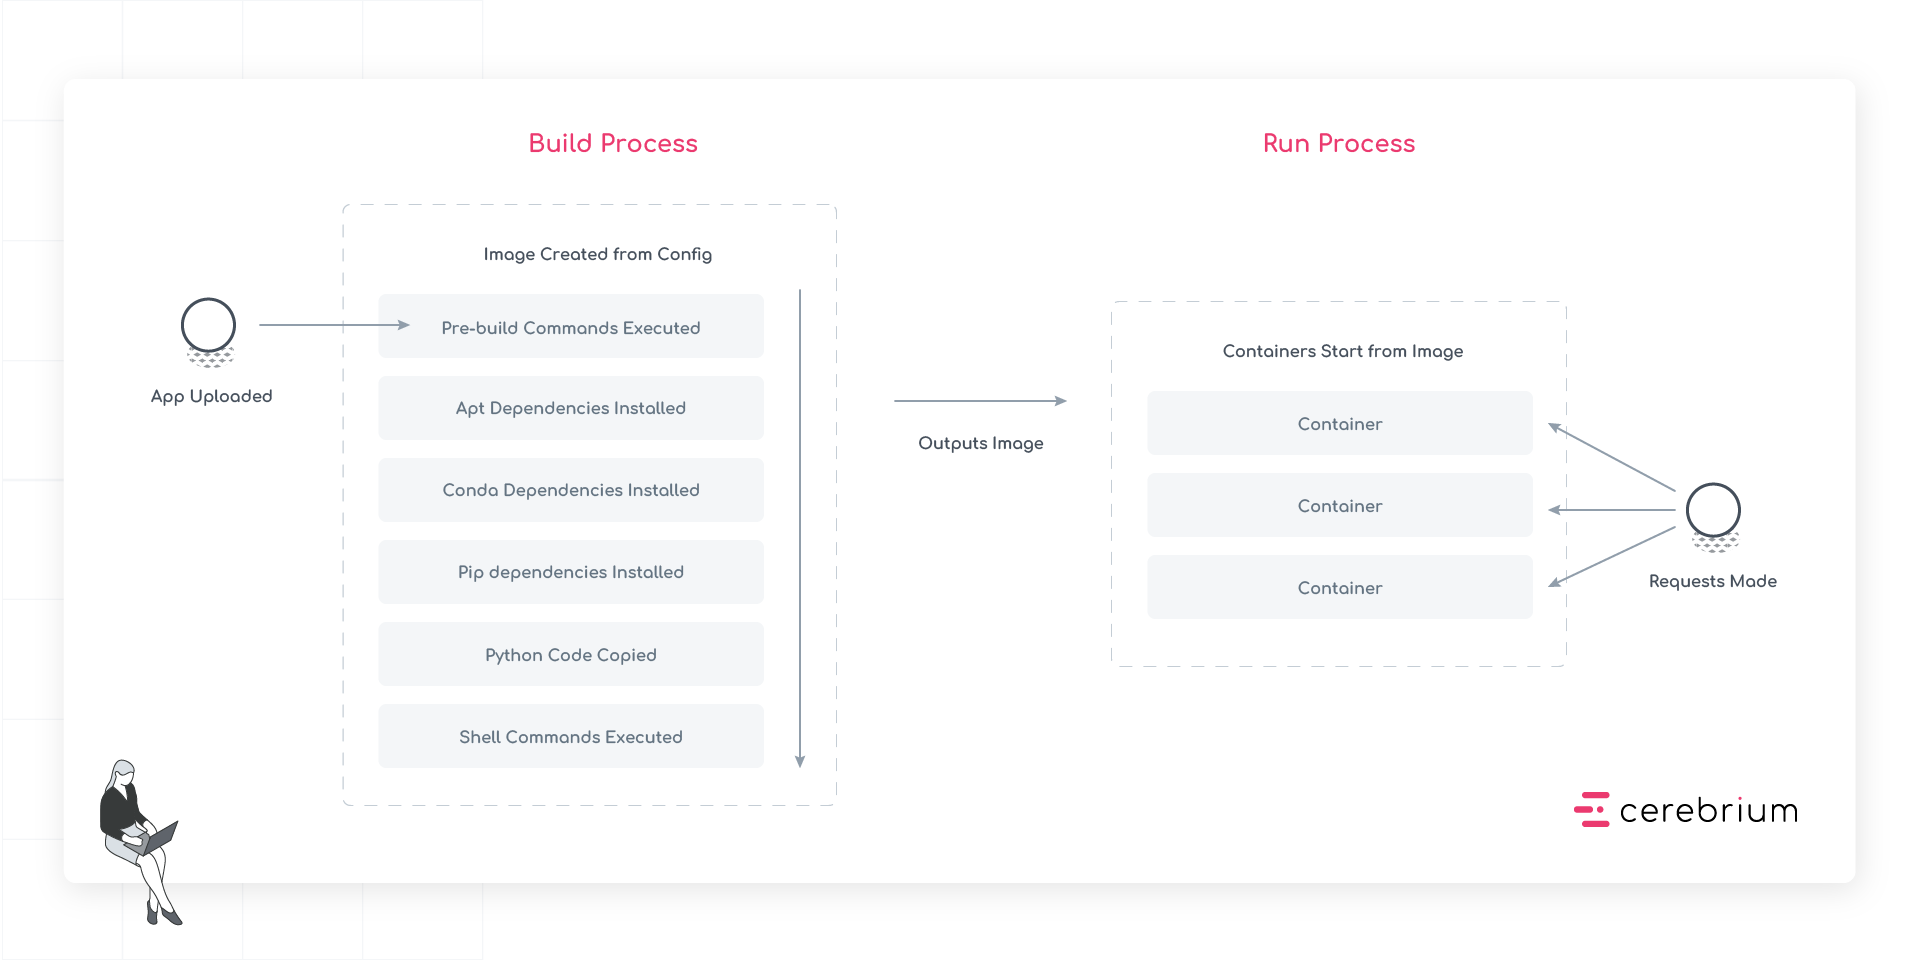 Build Process
Run Process
Image Created from Config
Pre-build Commands Executed
App Uploaded
Apt Dependencies Installed
Conda Dependencies Installed
Pip dependencies Installed
Python Code Copied
Shell Commands Executed
Outputs Image
Containers Start from Image
Container
Container
Container
Requests Made
cerebrium